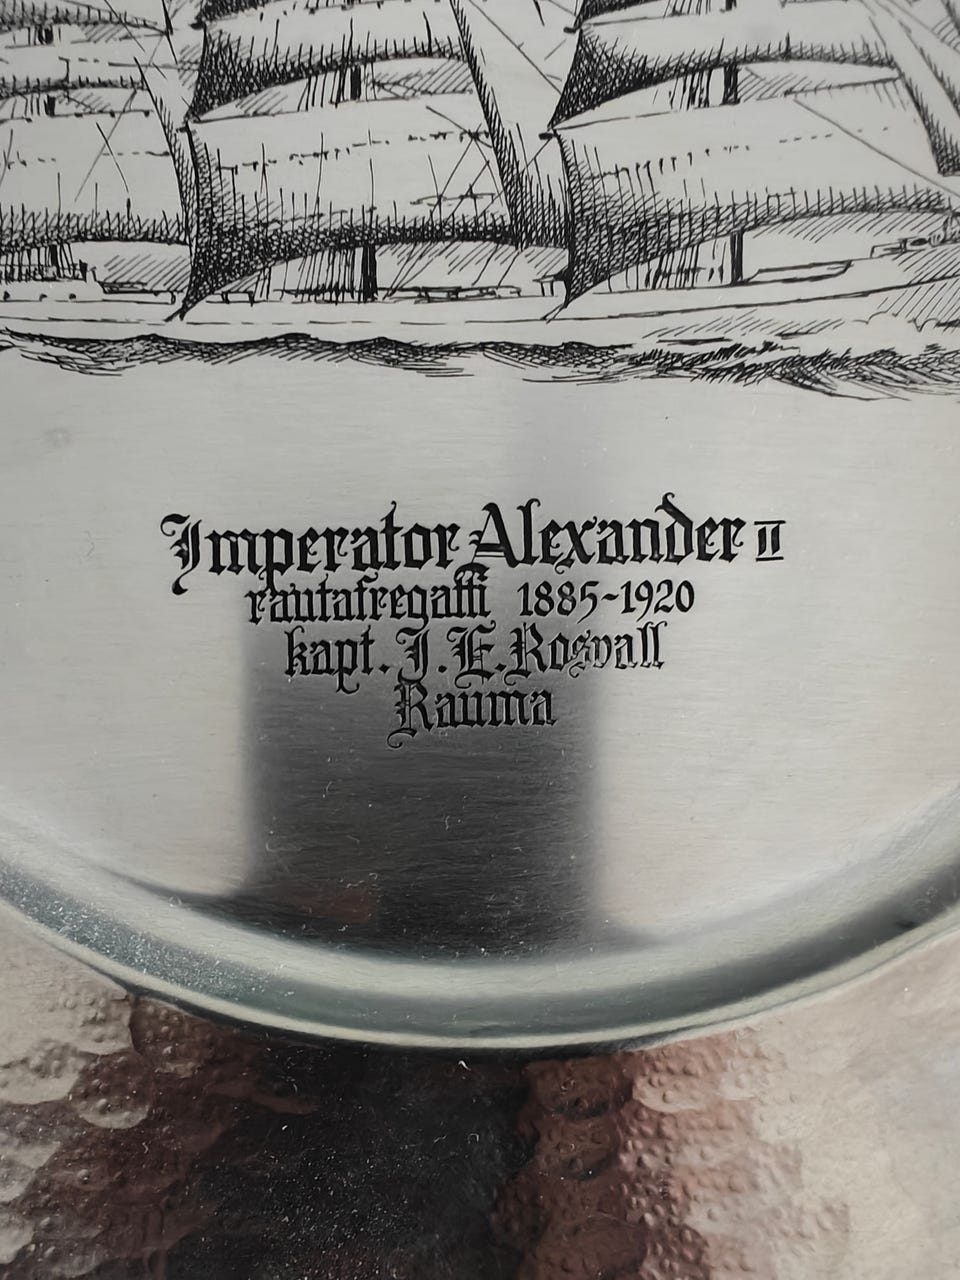 Imperator Alexander II
rautafregatti 1885-1920
kapt. J. E. Rosvall
Rauma